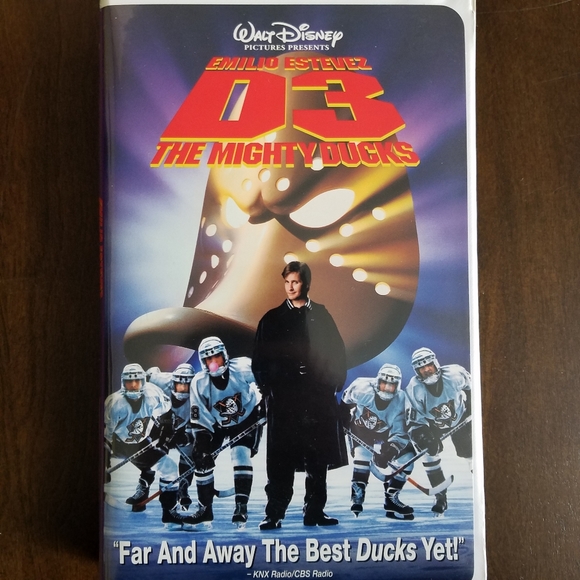 WALT DISNEY
PICTURES PRESENTS
EMILIO ESTEVEZ
D3
THE MIGHTY DUCKS
"Far And Away The Best Ducks Yet!"
– KNX Radio/CBS Radio